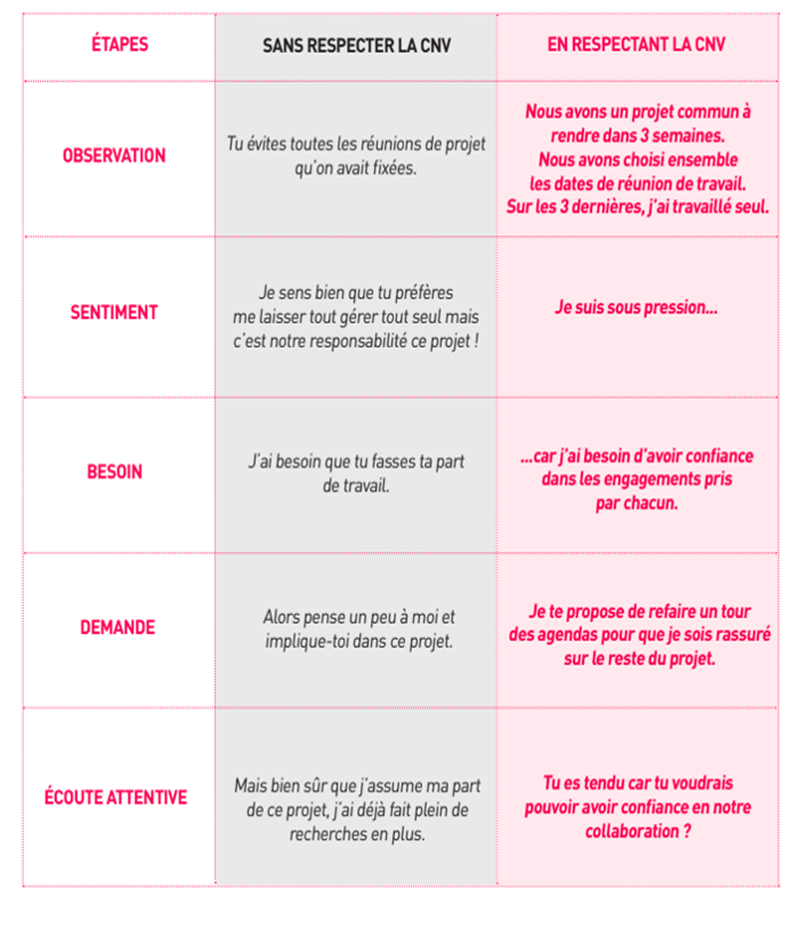 ÉTAPES
SANS RESPECTER LA CNV
EN RESPECTANT LA CNV
OBSERVATION
Tu évites toutes les réunions de projet
qu'on avait fixées.
Nous avons un projet commun à
rendre dans 3 semaines.
Nous avons choisi ensemble
les dates de réunion de travail.
Sur les 3 dernières, j'ai travaillé seul.
SENTIMENT
Je sens bien que tu préfères
me laisser tout gérer tout seul mais
c'est notre responsabilité ce projet !
Je suis sous pression...
BESOIN
J'ai besoin que tu fasses ta part
de travail.
...car j'ai besoin d'avoir confiance
dans les engagements pris
par chacun.
DEMANDE
Alors pense un peu à moi et
implique-toi dans ce projet.
Je te propose de refaire un tour
des agendas pour que je sois rassuré
sur le reste du projet.
ÉCOUTE ATTENTIVE
Mais bien sûr que j'assume ma part
de ce projet, j'ai déjà fait plein de
recherches en plus.
Tu es tendu car tu voudrais
pouvoir avoir confiance en notre
collaboration ?